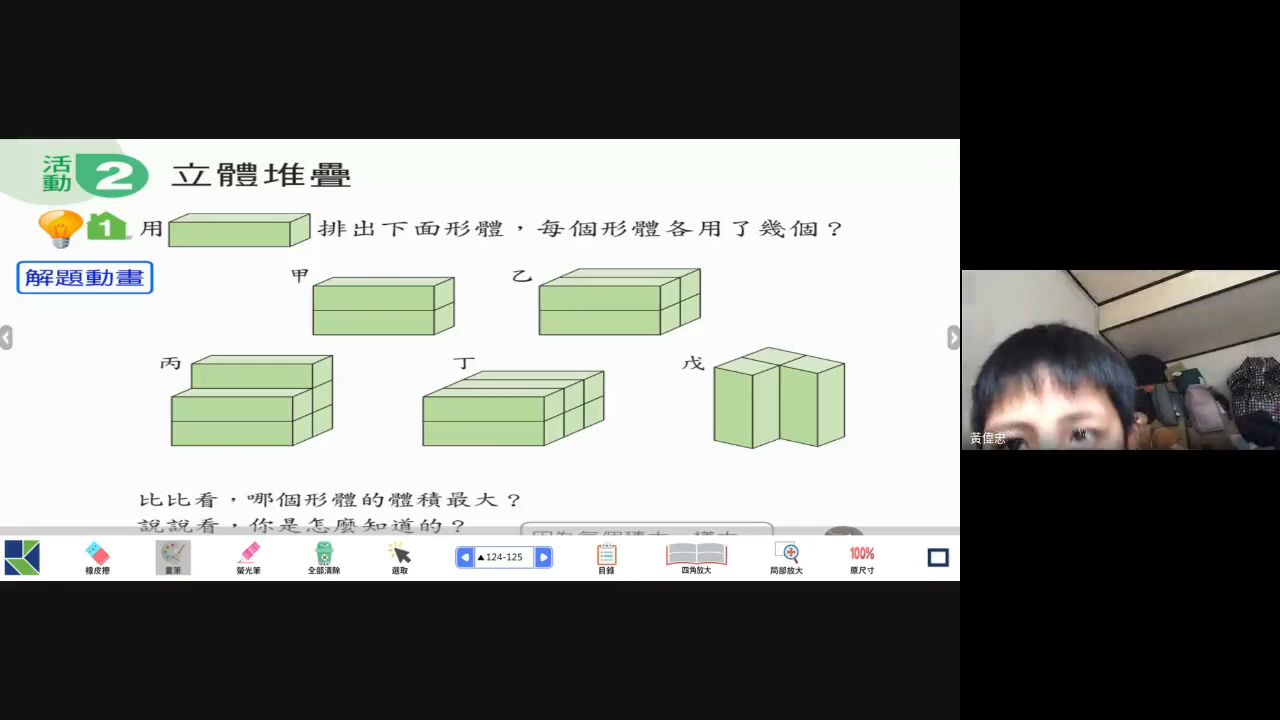 活動 2 立體堆疊
1 用 排出下面形體，每個形體各用了幾個？
解題動畫
甲 乙
丙 丁 戊
比比看，哪個形體的體積最大？
說說看，你是怎麼知道的？
黃偉忠
橡皮擦 畫筆 螢光筆 全部清除 選取 ▲124-125 目錄 四角放大 局部放大 100% 原尺寸